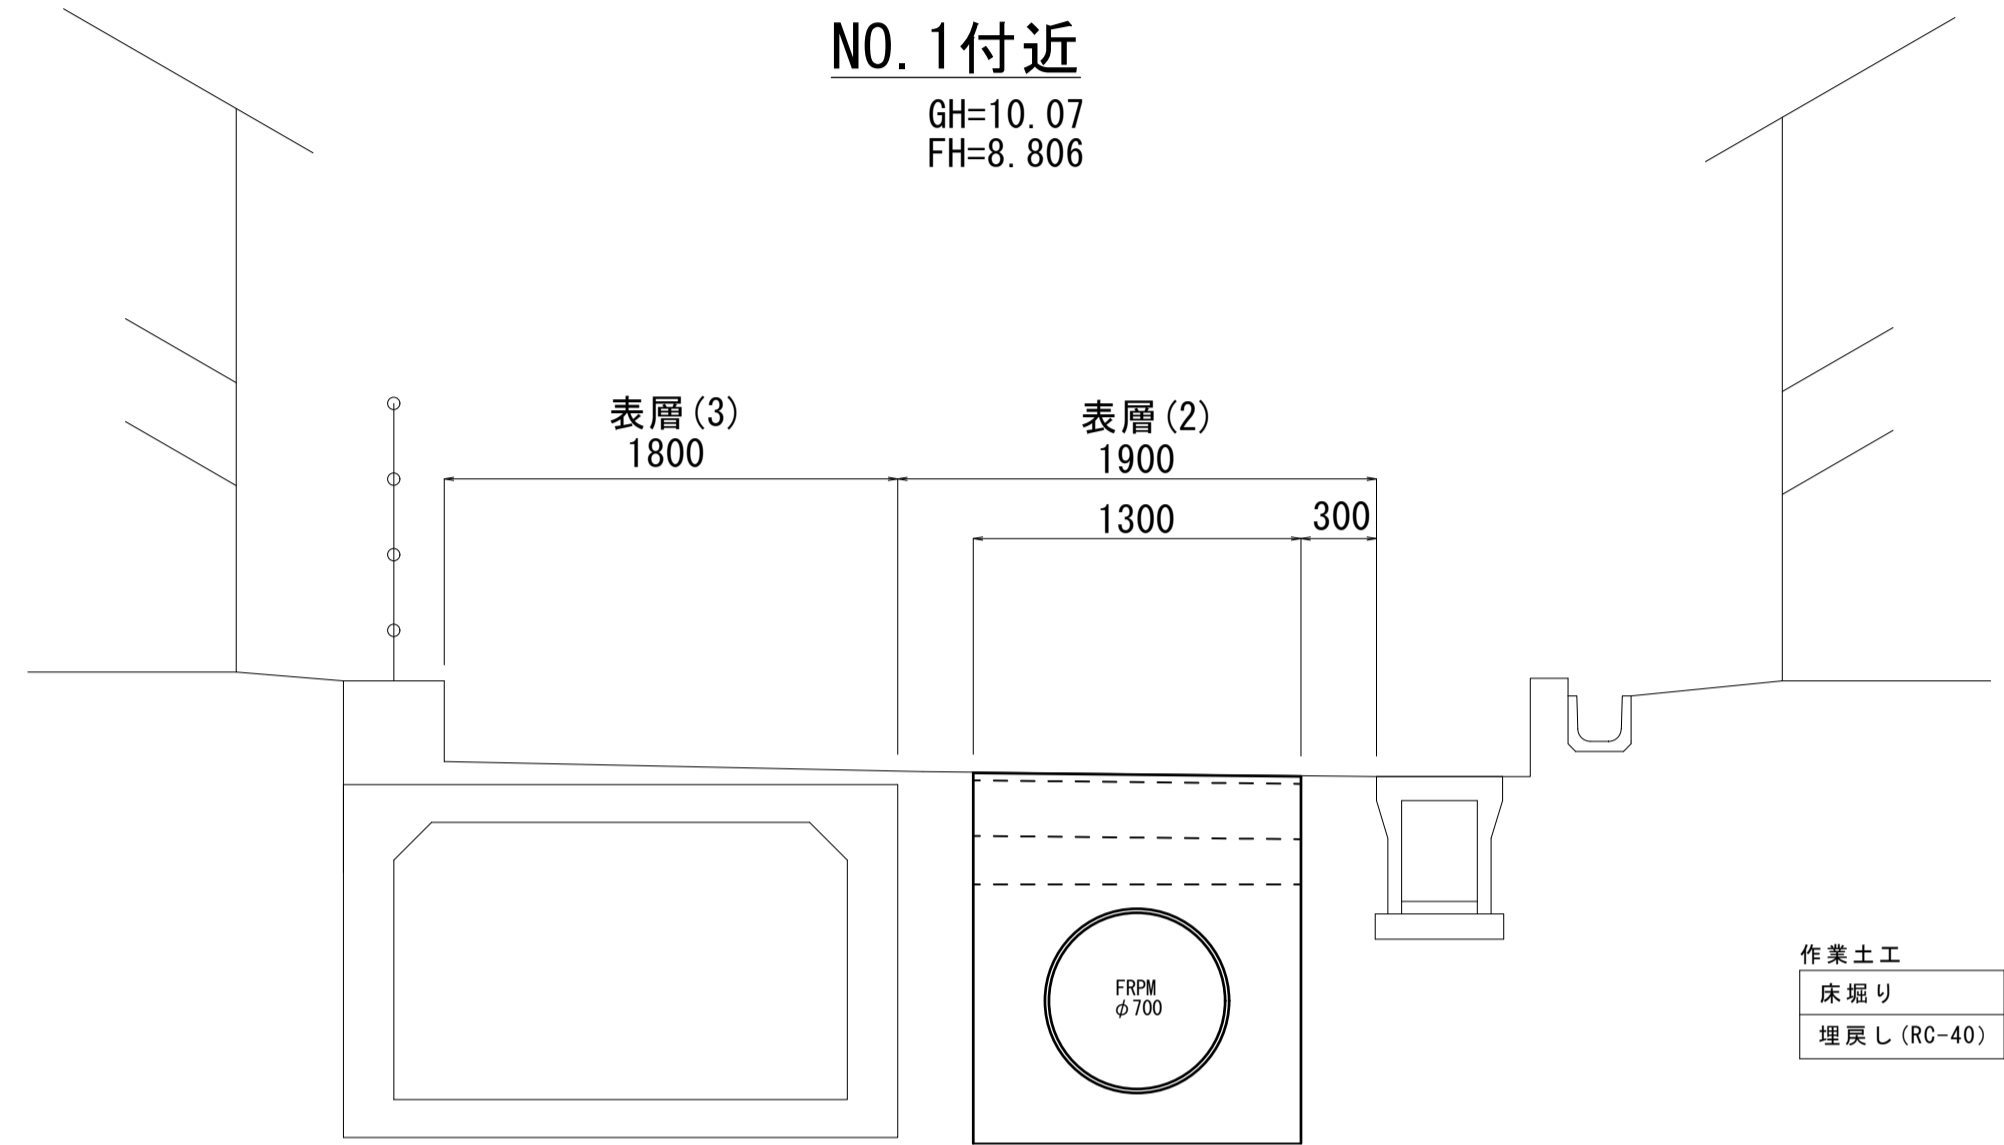 NO.1付近
GH=10.07
FH=8.806
表層(3)
1800
表層(2)
1900
1300
300
FRPM
φ700
作業土工
床堀り
埋戻し(RC-40)